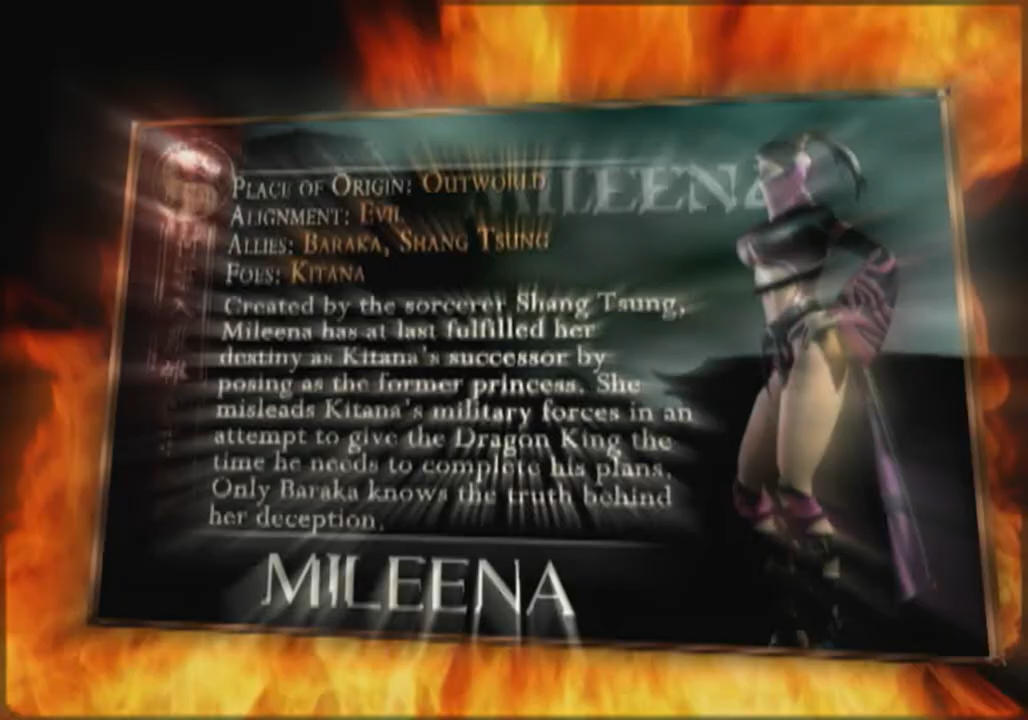 MILEENA
PLACE OF ORIGIN: OUTWORLD
ALIGNMENT: EVIL
ALLIES: BARAKA, SHANG TSUNG
FOES: KITANA
Created by the sorcerer Shang Tsung,
Mileena has at last fulfilled her
destiny as Kitana's successor by
posing as the former princess. She
misleads Kitana's military forces in an
attempt to give the Dragon King the
time he needs to complete his plans.
Only Baraka knows the truth behind
her deception.
MILEENA